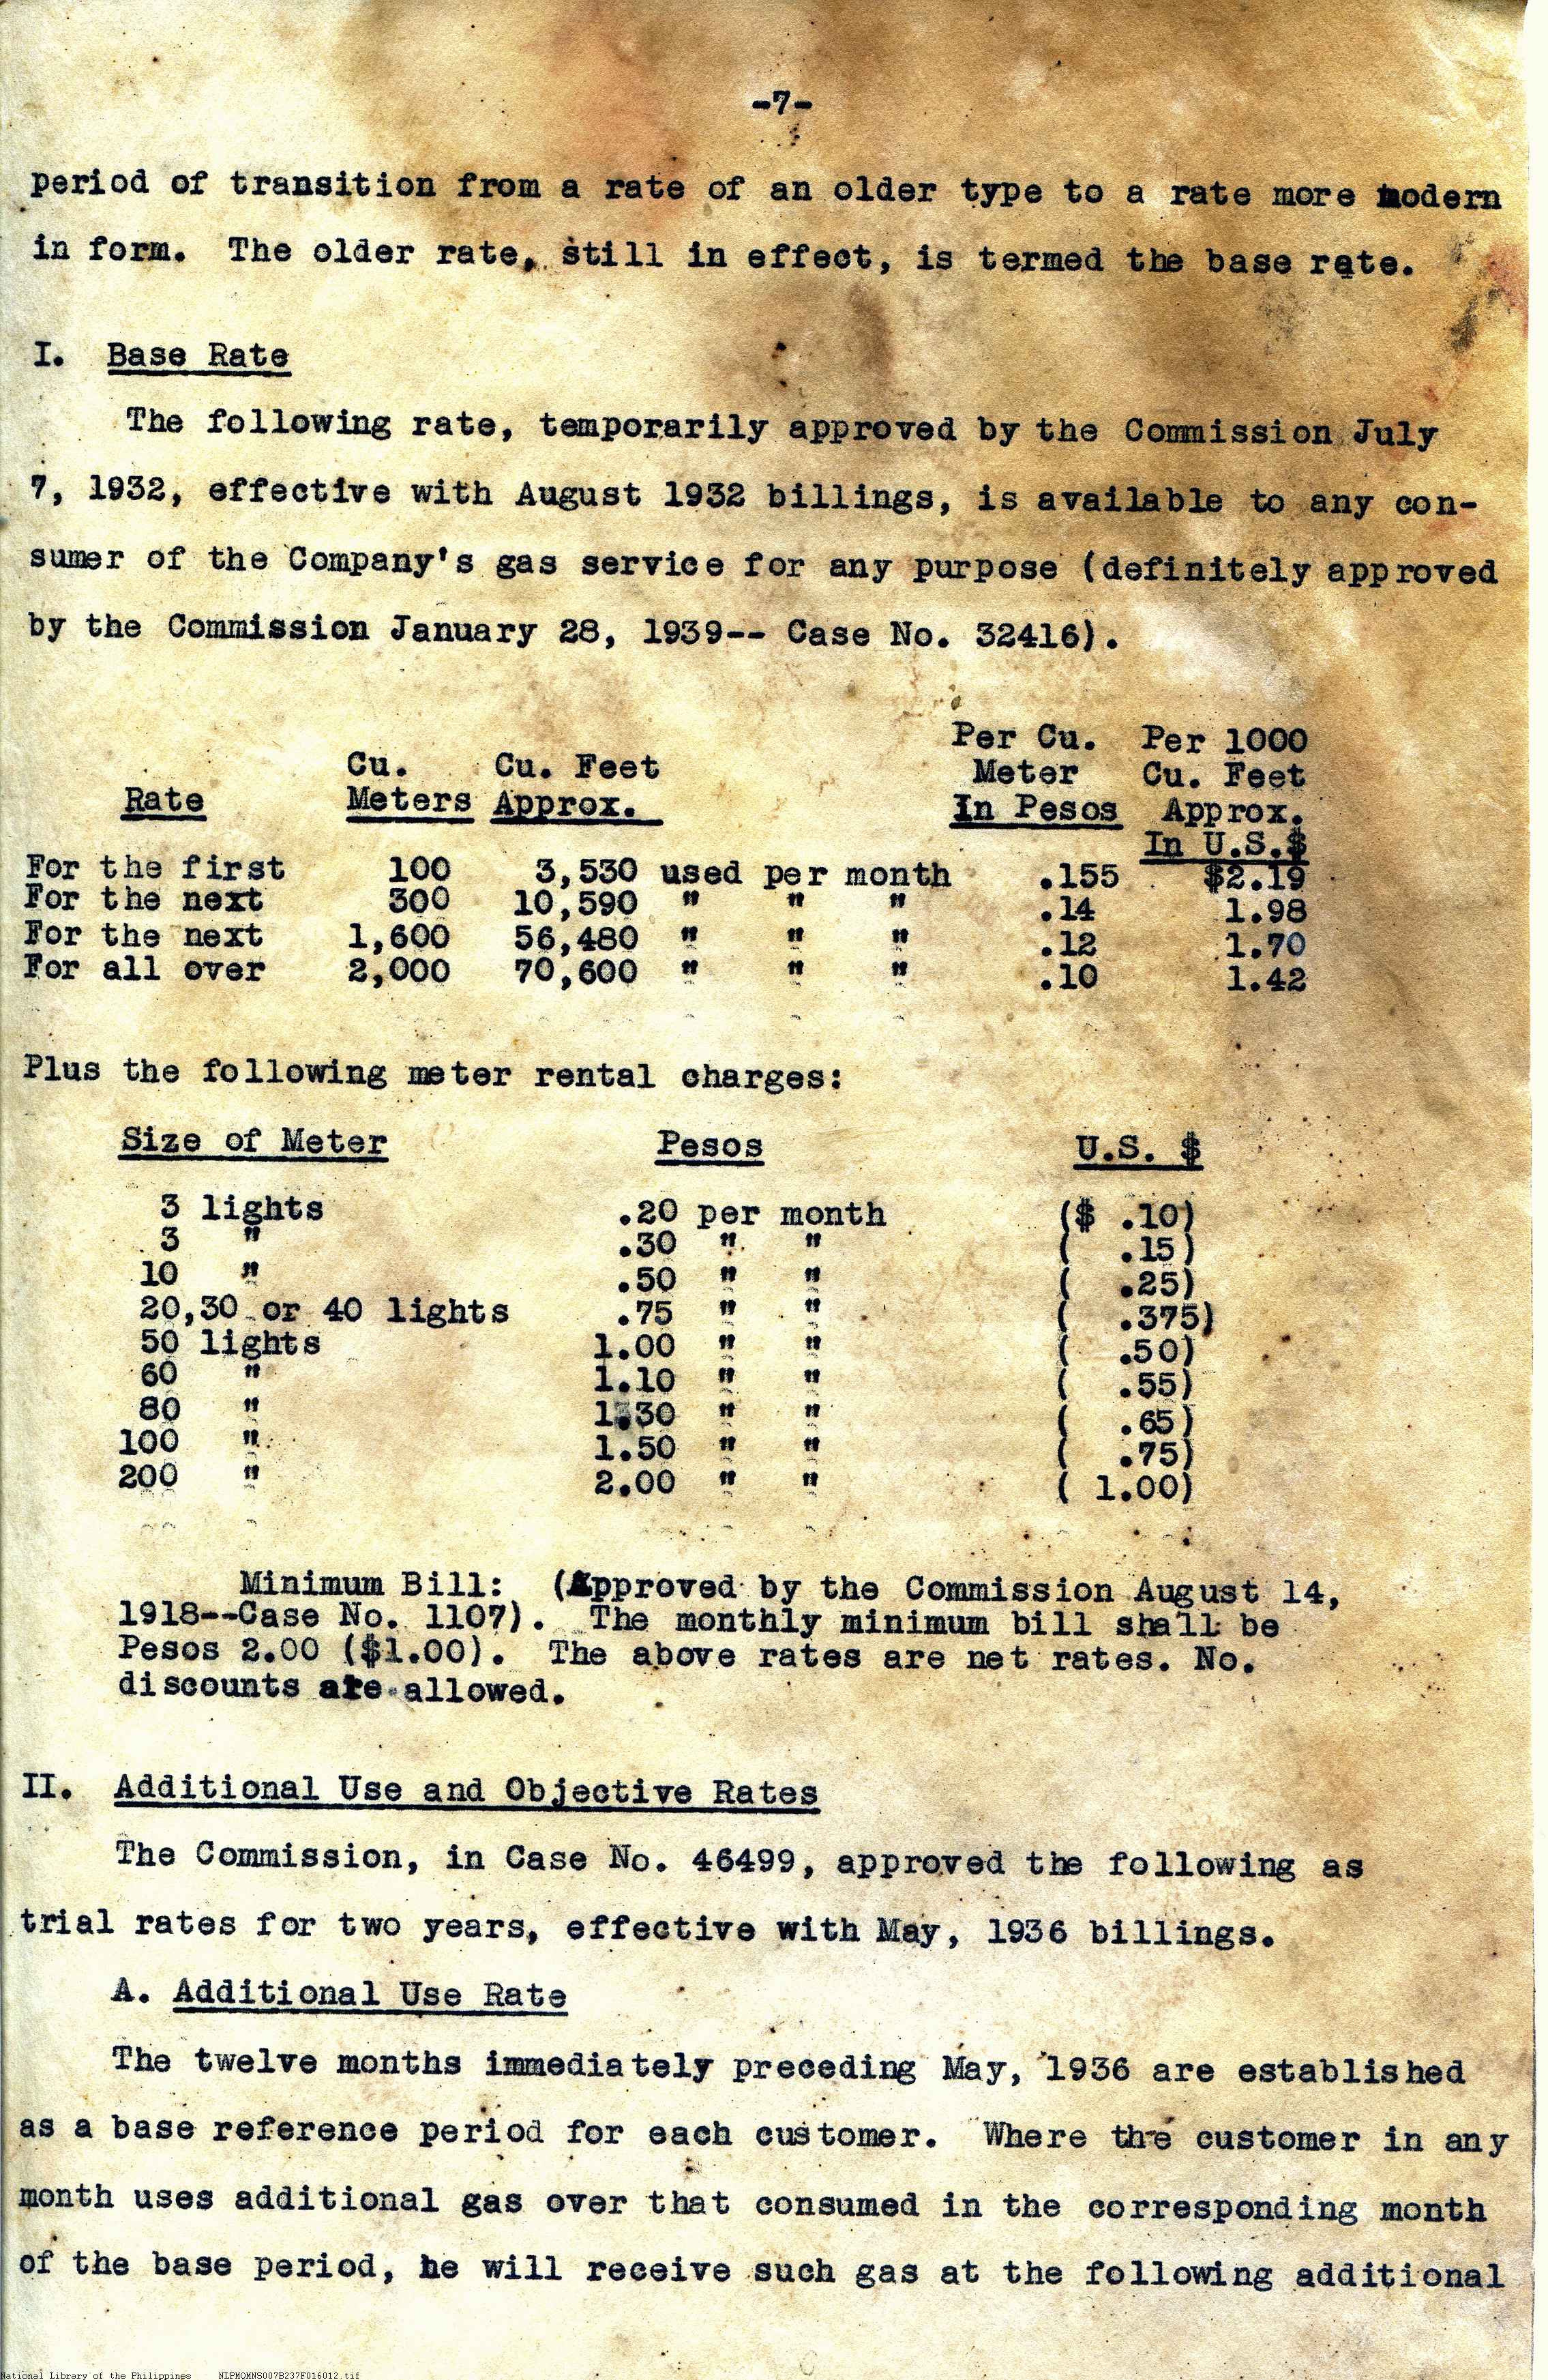 -7-
period of transition from a rate of an older type to a rate more modern
in form. The older rate, still in effect, is termed the base rate.
I. Base Rate
The following rate, temporarily approved by the Commission July
7, 1932, effective with August 1932 billings, is available to any con-
sumer of the Company's gas service for any purpose (definitely approved
by the Commission January 28, 1939-- Case No. 32416).
Per Cu. Per 1000
Cu. Cu. Feet Meter Cu. Feet
Rate Meters Approx. In Pesos Approx.
In U.S.$
For the first 100 3,530 used per month .155 $2.19
For the next 300 10,590 " " " .14 1.98
For the next 1,600 56,480 " " " .12 1.70
For all over 2,000 70,600 " " " .10 1.42
Plus the following meter rental charges:
Size of Meter Pesos U.S. $
3 lights .20 per month ($ .10)
3 " .30 " " ( .15)
10 " .50 " " ( .25)
20,30 or 40 lights .75 " " ( .375)
50 lights 1.00 " " ( .50)
60 " 1.10 " " ( .55)
80 " 1.30 " " ( .65)
100 " 1.50 " " ( .75)
200 " 2.00 " " ( 1.00)
Minimum Bill: (Approved by the Commission August 14,
1918--Case No. 1107). The monthly minimum bill shall be
Pesos 2.00 ($1.00). The above rates are net rates. No.
discounts are allowed.
II. Additional Use and Objective Rates
The Commission, in Case No. 46499, approved the following as
trial rates for two years, effective with May, 1936 billings.
A. Additional Use Rate
The twelve months immediately preceding May, 1936 are established
as a base reference period for each customer. Where the customer in any
month uses additional gas over that consumed in the corresponding month
of the base period, he will receive such gas at the following additional
National Library of the Philippines NLPMQMNS007B237F016012.tif